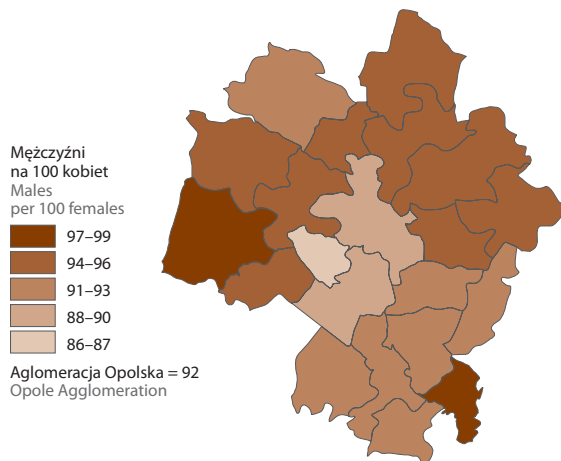 Mężczyźni
na 100 kobiet
Males
per 100 females
97–99
94–96
91–93
88–90
86–87
Aglomeracja Opolska = 92
Opole Agglomeration